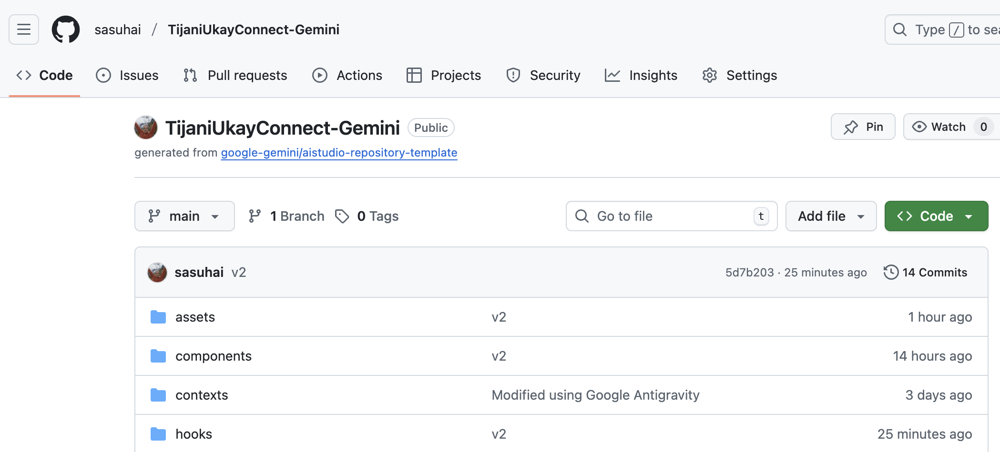 sasuhai / TijaniUkayConnect-Gemini
Type / to sea
Code Issues Pull requests Actions Projects Security Insights Settings
TijaniUkayConnect-Gemini Public
Pin Watch 0
generated from google-gemini/aistudio-repository-template
main 1 Branch 0 Tags Go to file t Add file Code
sasuhai v2 5d7b203 · 25 minutes ago 14 Commits
assets v2 1 hour ago
components v2 14 hours ago
contexts Modified using Google Antigravity 3 days ago
hooks v2 25 minutes ago